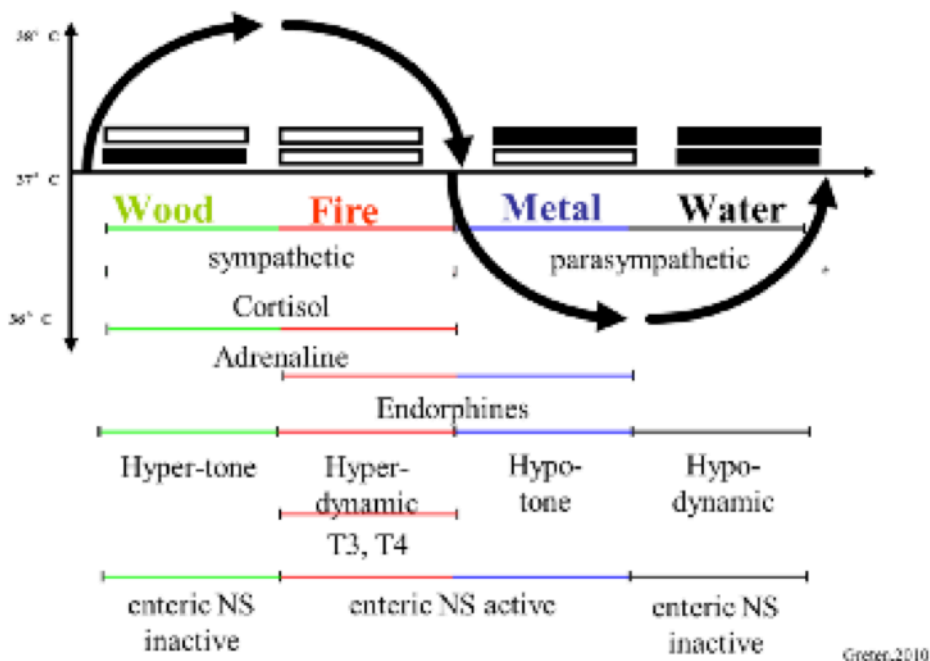 38° C
37° C
Wood Fire Metal Water
sympathetic parasympathetic
36° C
Cortisol
Adrenaline
Endorphines
Hyper-tone Hyper- Hypo- Hypo-
dynamic tone dynamic
T3, T4
enteric NS enteric NS active enteric NS
inactive inactive
Greten,2010